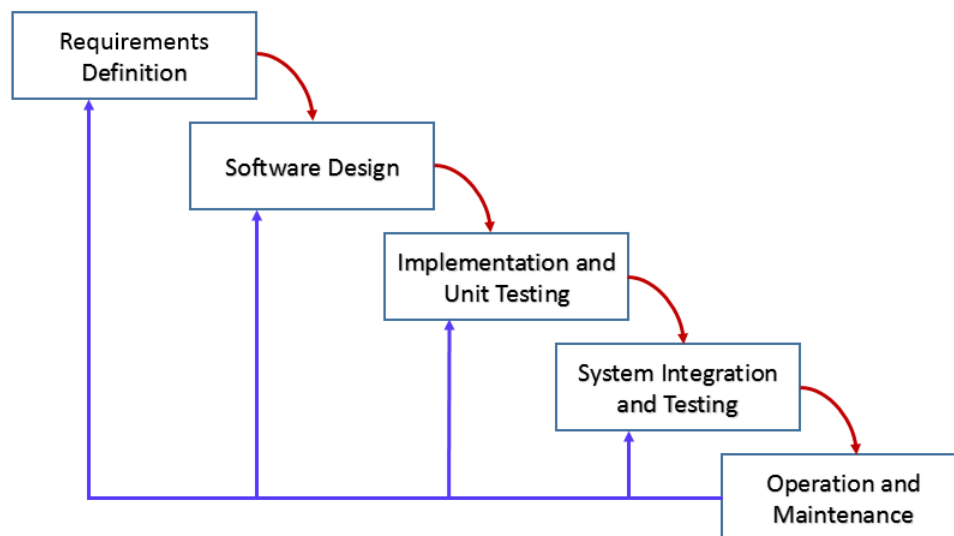 Requirements
Definition
Software Design
Implementation and
Unit Testing
System Integration
and Testing
Operation and
Maintenance